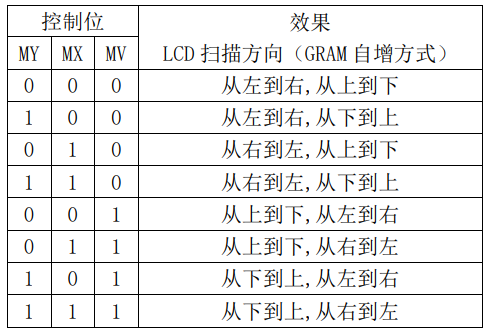 控制位 效果
MY MX MV LCD 扫描方向（GRAM 自增方式）
0 0 0 从左到右,从上到下
1 0 0 从左到右,从下到上
0 1 0 从右到左,从上到下
1 1 0 从右到左,从下到上
0 0 1 从上到下,从左到右
0 1 1 从上到下,从右到左
1 0 1 从下到上,从左到右
1 1 1 从下到上,从右到左